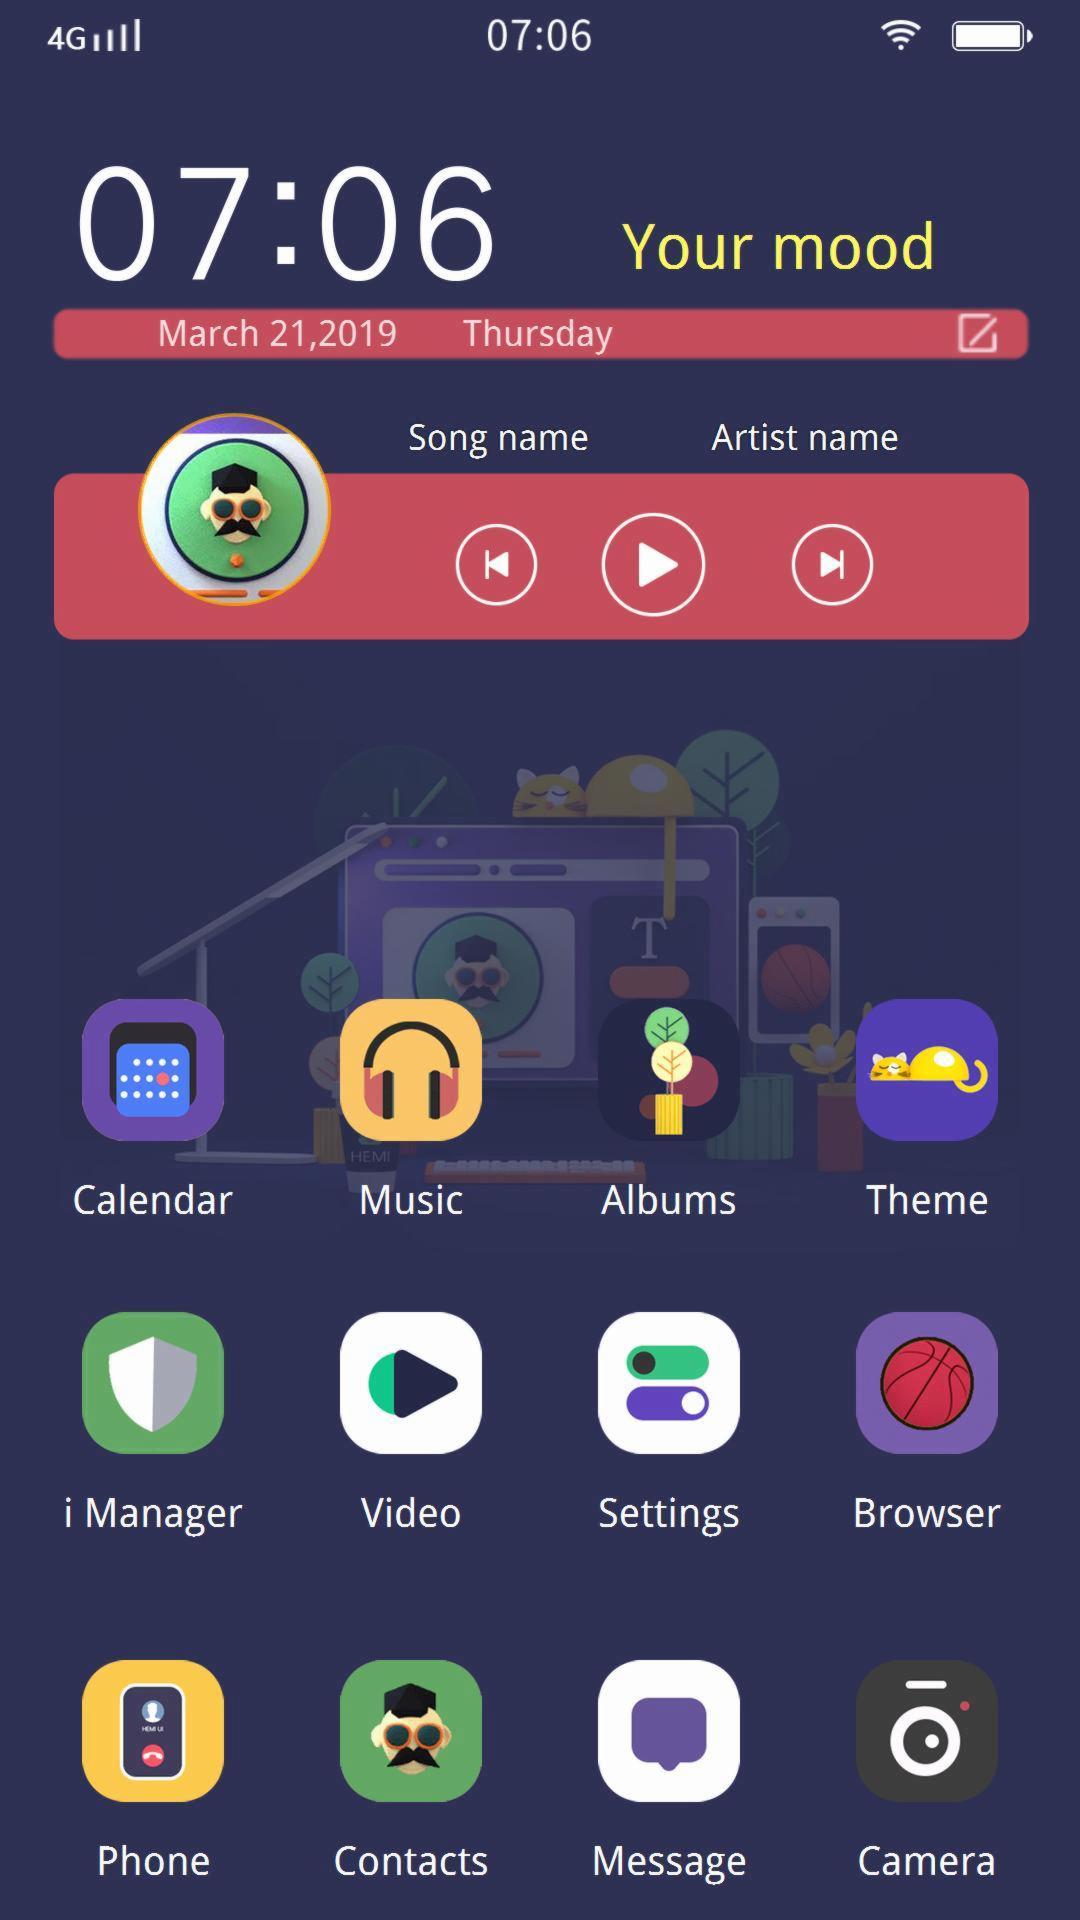 4G 07:06
07:06 Your mood
March 21,2019 Thursday
Song name Artist name
T
HEMI
Calendar Music Albums Theme
i Manager Video Settings Browser
HEMI UI
Phone Contacts Message Camera